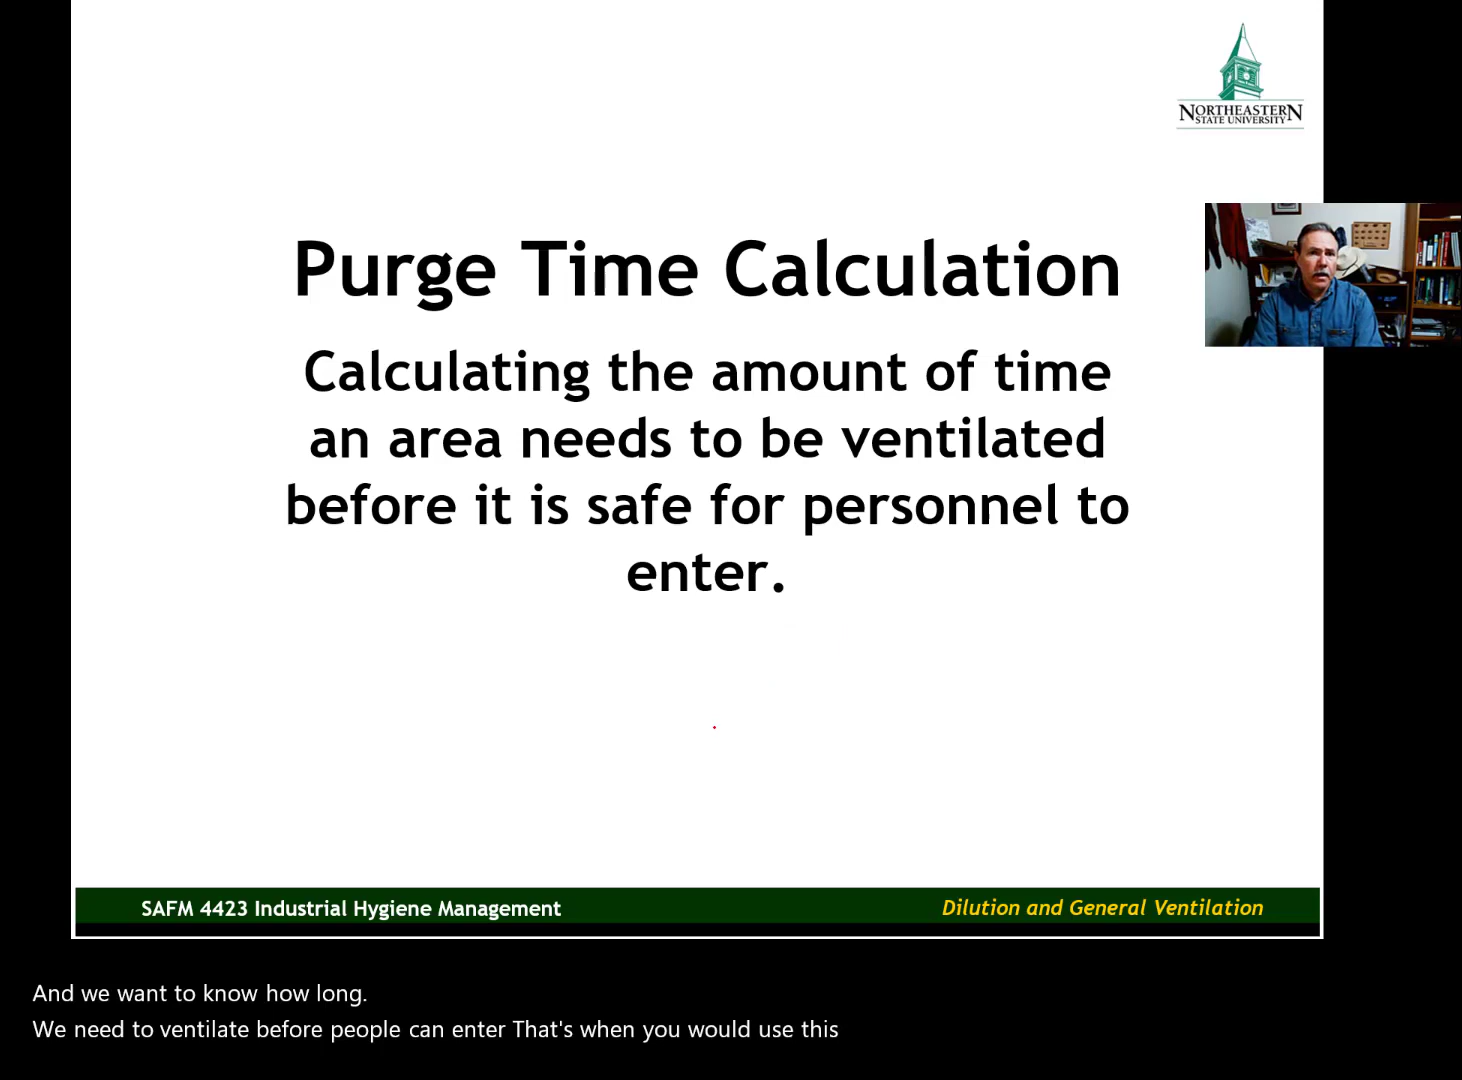 NORTHEASTERN
STATE UNIVERSITY
Purge Time Calculation
Calculating the amount of time
an area needs to be ventilated
before it is safe for personnel to
enter.
SAFM 4423 Industrial Hygiene Management
Dilution and General Ventilation
And we want to know how long.
We need to ventilate before people can enter That's when you would use this